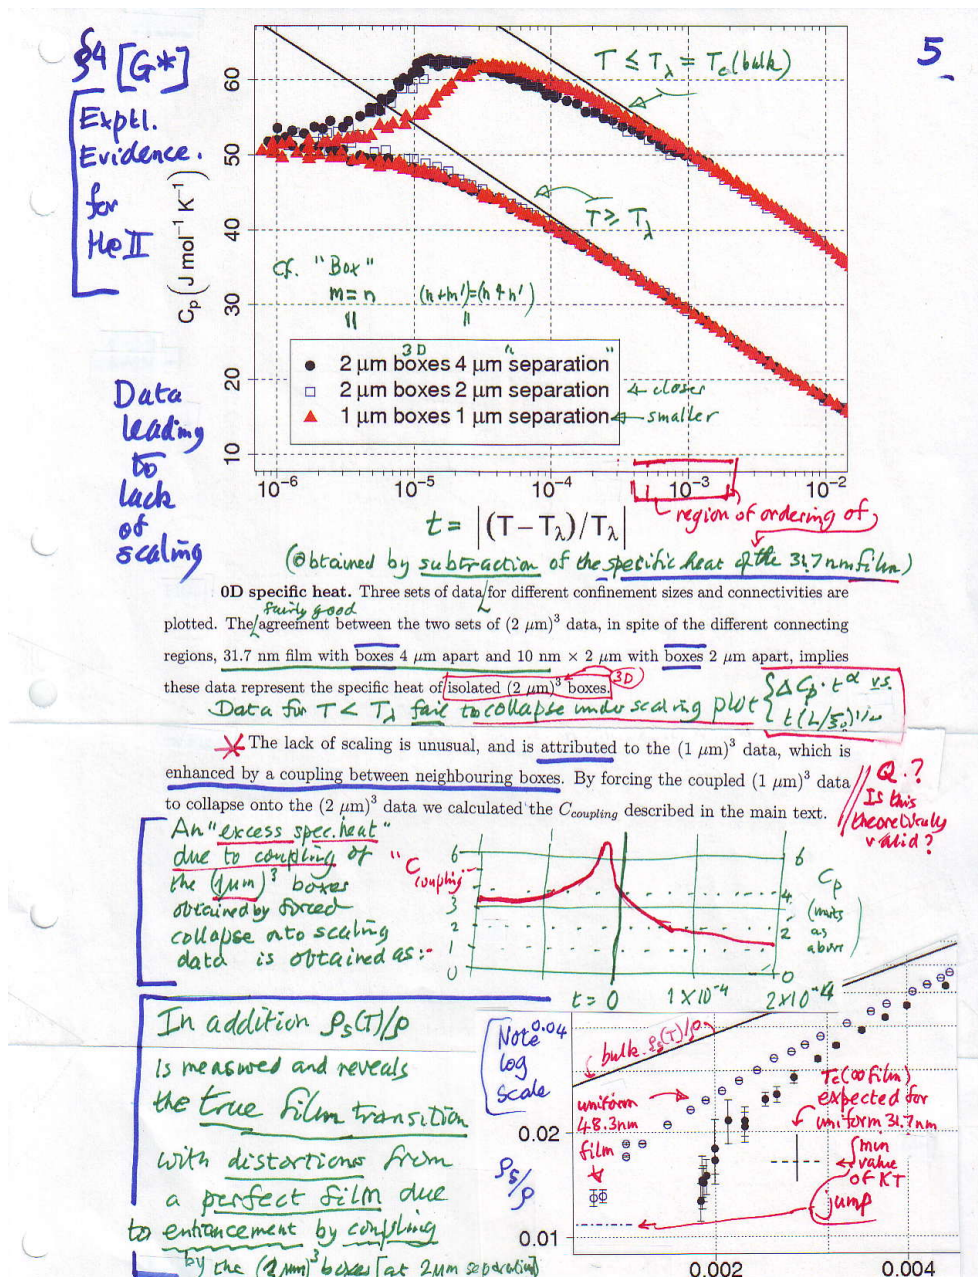 §4 [G*]
5
Exptl.
Evidence.
for
He II
Data
leading
to
lack
of
scaling
T ≤ Tλ = Tc(bulk)
T ≥ Tλ
60
50
40
30
20
10
Cp (J mol⁻¹ K⁻¹)
cf. "Box"
m = n (n+m')=(n+n')
|| ||
3D " "
2 μm boxes 4 μm separation
2 μm boxes 2 μm separation ← closer
1 μm boxes 1 μm separation ← smaller
10⁻⁶ 10⁻⁵ 10⁻⁴ 10⁻³ 10⁻²
t = |(T−Tλ)/Tλ|
region of ordering of
(Obtained by subtraction of the specific heat of the 31.7nm film)
0D specific heat. Three sets of data for different confinement sizes and connectivities are
fairly good
plotted. The agreement between the two sets of (2 μm)³ data, in spite of the different connecting
regions, 31.7 nm film with boxes 4 μm apart and 10 nm × 2 μm with boxes 2 μm apart, implies
these data represent the specific heat of isolated (2 μm)³ boxes. 3D
Data for T < Tλ fail to collapse under scaling plot { ΔCp·t^α vs.
t(L/ξ₀)^1/ν
* The lack of scaling is unusual, and is attributed to the (1 μm)³ data, which is
enhanced by a coupling between neighbouring boxes. By forcing the coupled (1 μm)³ data
to collapse onto the (2 μm)³ data we calculated the C_coupling described in the main text.
Q.?
Is this
theoretically
valid?
An "excess spec. heat"
due to coupling of
the (1μm)³ boxes
obtained by forced
collapse onto scaling
data is obtained as:-
"C coupling"
6
3
2
1
0
6
4
2
0
Cp
(units
as
above)
t = 0 1×10⁻⁴ 2×10⁻⁴
In addition ρs(T)/ρ
is measured and reveals
the true film transition
with distortions from
a perfect film due
to enhancement by coupling
by the (2μm)³ boxes [at 2μm separation]
Note
log
scale
0.04
0.02
0.01
ρs/ρ
bulk ρs(T)/ρ
uniform
48.3nm
film
Tc(∞ film)
expected for
uniform 31.7nm
min
value
of KT
jump
0.002 0.004